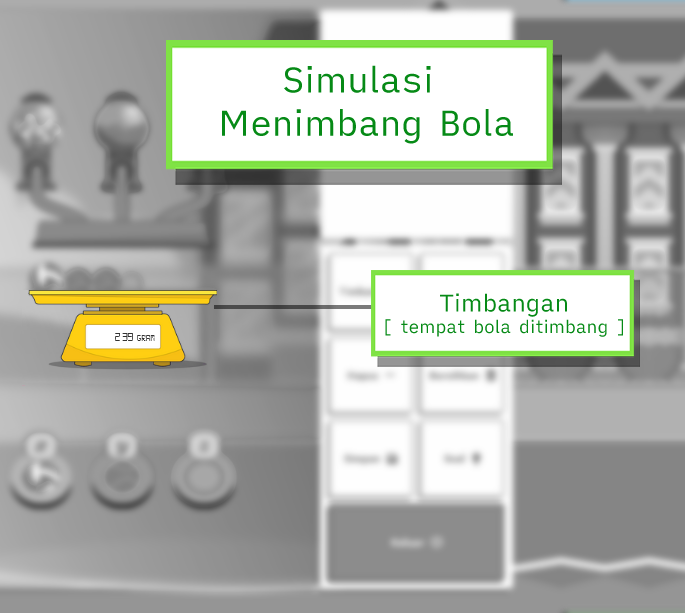 Simulasi
Menimbang Bola
Timbangan
[ tempat bola ditimbang ]
239 GRAM